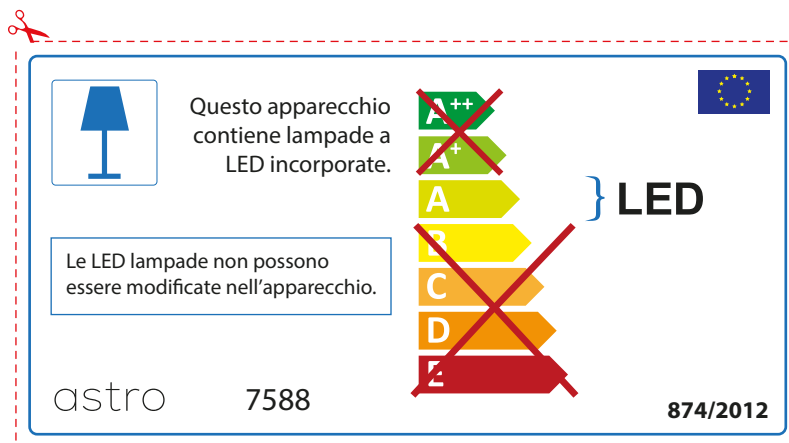 Questo apparecchio
contiene lampade a
LED incorporate.
A++
A+
A
B
C
D
E
LED
Le LED lampade non possono
essere modificate nell'apparecchio.
astro
7588
874/2012